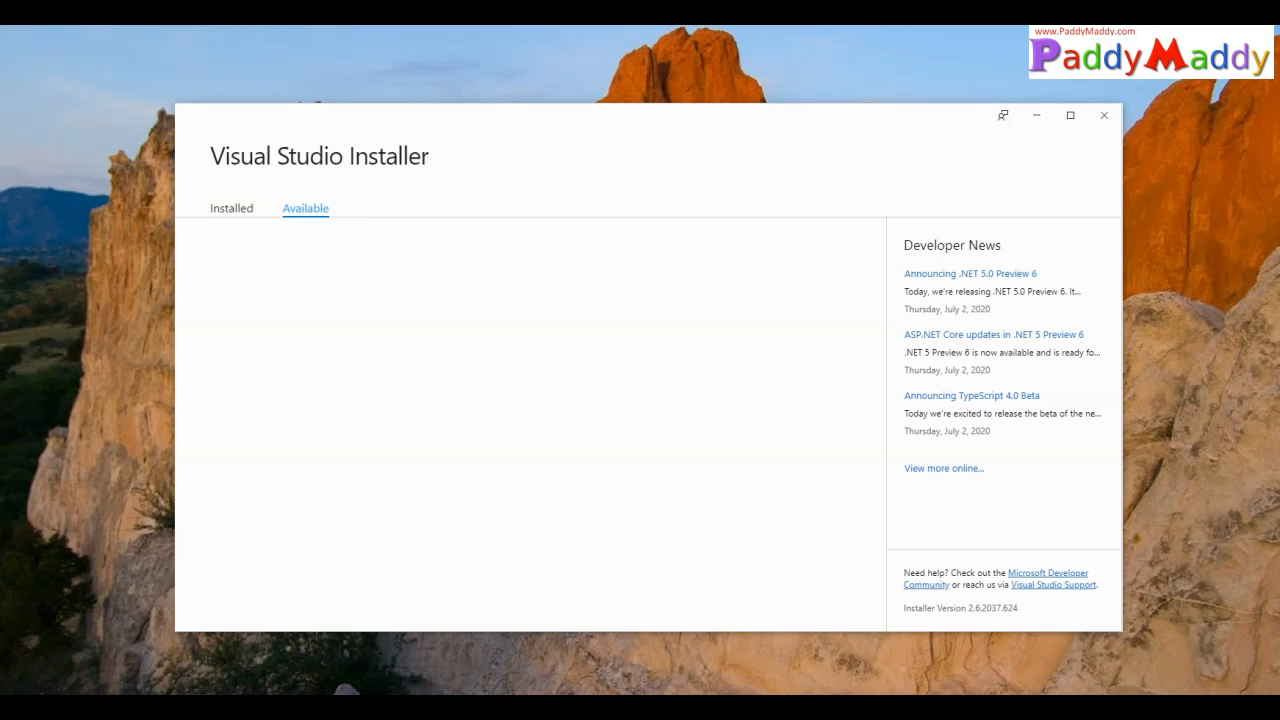 www.PaddyMaddy.com
PaddyMaddy
Visual Studio Installer
Installed
Available
Developer News
Announcing .NET 5.0 Preview 6
Today, we're releasing .NET 5.0 Preview 6. It...
Thursday, July 2, 2020
ASP.NET Core updates in .NET 5 Preview 6
.NET 5 Preview 6 is now available and is ready fo...
Thursday, July 2, 2020
Announcing TypeScript 4.0 Beta
Today we're excited to release the beta of the ne...
Thursday, July 2, 2020
View more online...
Need help? Check out the Microsoft Developer
Community or reach us via Visual Studio Support.
Installer Version 2.6.2037.624